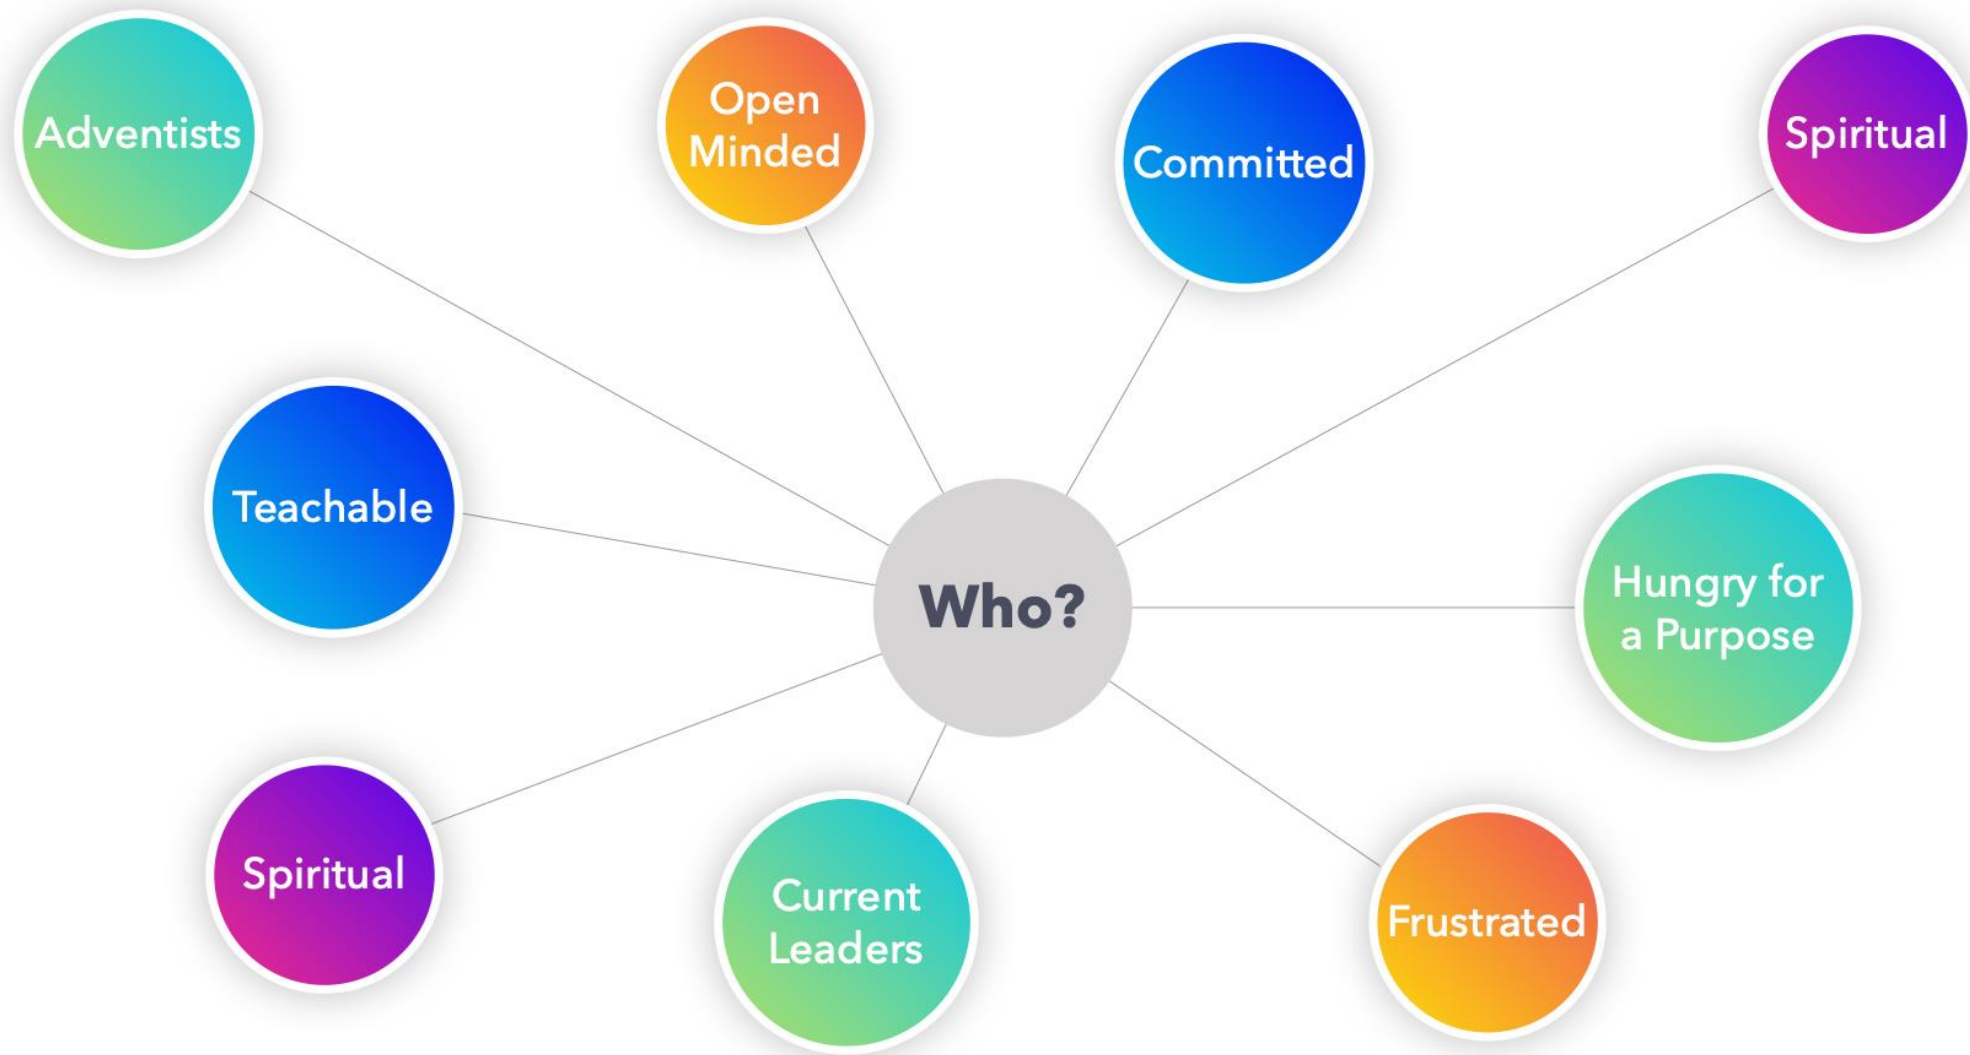 Adventists
Open
Minded
Committed
Spiritual
Teachable
Who?
Hungry for
a Purpose
Spiritual
Current
Leaders
Frustrated